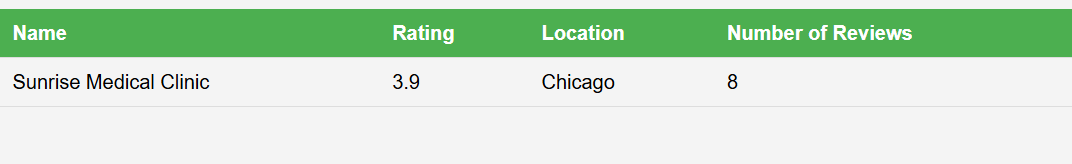 Name Rating Location Number of Reviews
Sunrise Medical Clinic 3.9 Chicago 8